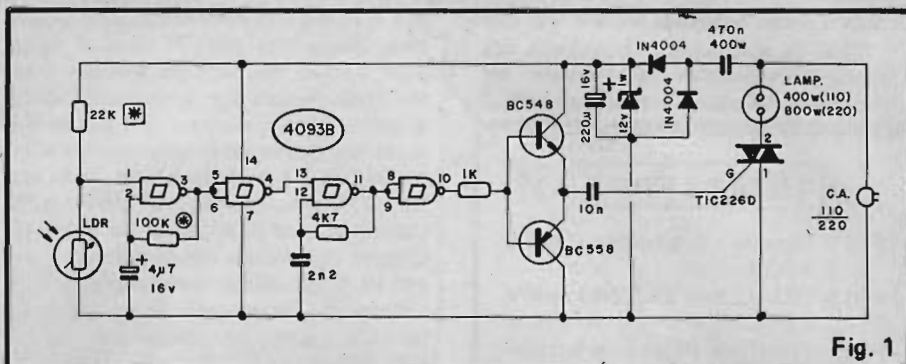 22K *
LDR
1
2
3
100K *
+
4µ7
16v
5
6
14
4
7
4093B
13
12
11
4K7
2n2
8
9
10
1K
BC548
BC558
10n
220µ 16v
+
12v 1w
1N4004
1N4004
470n
400w
LAMP.
400w(110)
800w(220)
2
G
1
TIC226D
C.A.
110
220
Fig. 1